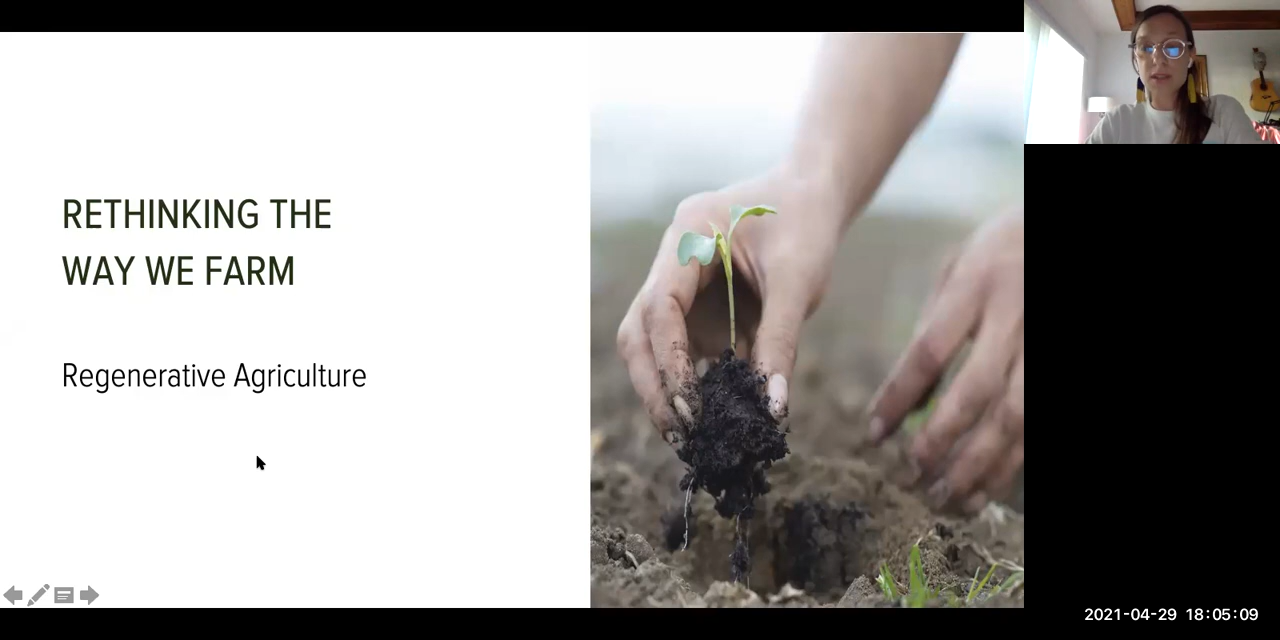 RETHINKING THE
WAY WE FARM
Regenerative Agriculture
2021-04-29 18:05:09